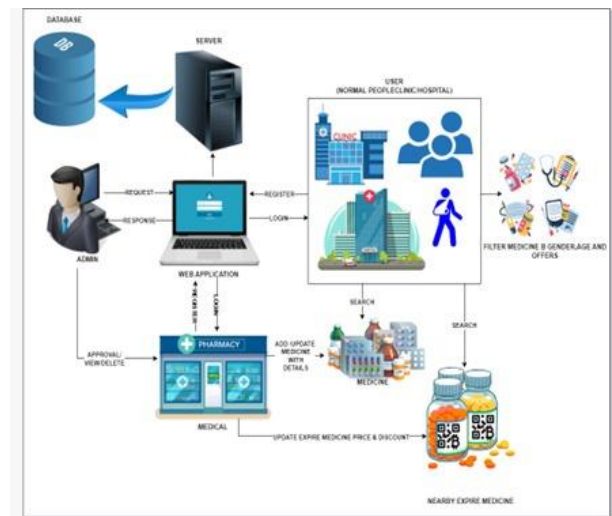 DATABASE
DB
SERVER
USER
(NORMAL PEOPLECLINIC/HOSPITAL)
CLINIC
REQUEST
REGISTER
RESPONSE
LOGIN
ADMIN
WEB APPLICATION
FILTER MEDICINE B GENDER,AGE AND
OFFERS
REGISTER
LOGIN
SEARCH
SEARCH
PHARMACY
APPROVAL/
VIEW/DELETE
ADD-UPDATE
MEDICINE
WITH
DETAILS
MEDICINE
MEDICAL
UPDATE EXPIRE MEDICINE PRICE & DISCOUNT
NEARBY EXPIRE MEDICINE